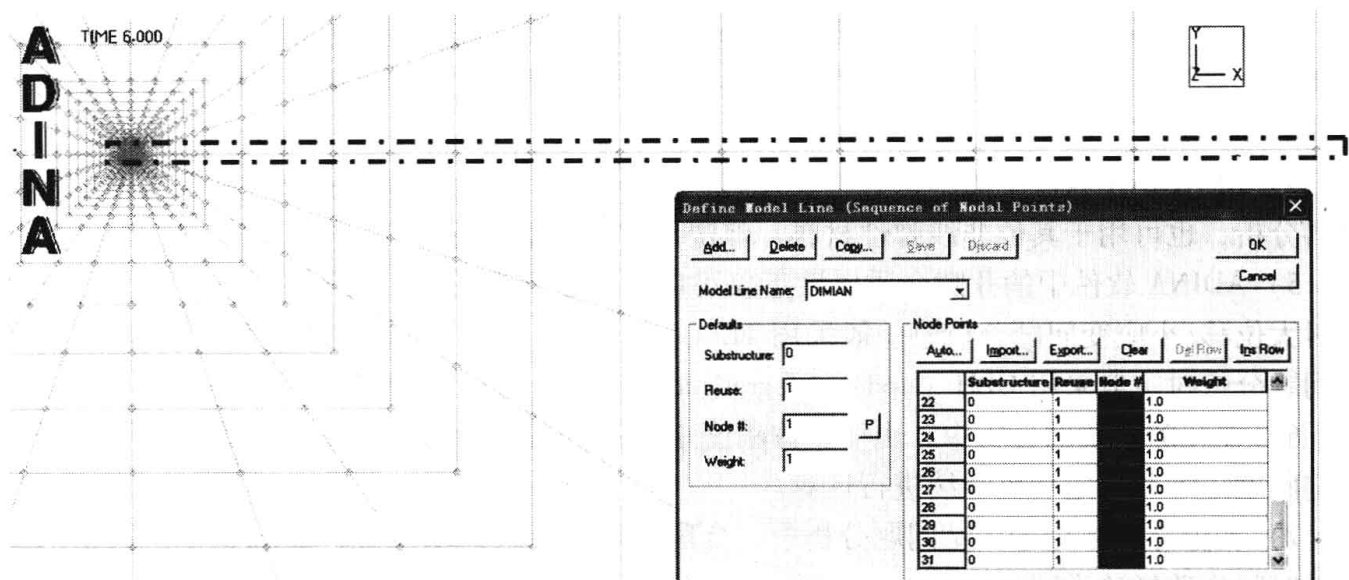 ADINA
TIME 6.000
Y
Z X
Define Model Line (Sequence of Nodal Points)
Add... Delete Copy... Save Discard OK
Cancel
Model Line Name: DIMIAN
Defaults
Substructure: 0
Reuse: 1
Node #: 1 P
Weight: 1
Node Points
Auto... Import... Export... Clear Del Row Ins Row
Substructure Reuse Node # Weight
22 0 1 1.0
23 0 1 1.0
24 0 1 1.0
25 0 1 1.0
26 0 1 1.0
27 0 1 1.0
28 0 1 1.0
29 0 1 1.0
30 0 1 1.0
31 0 1 1.0